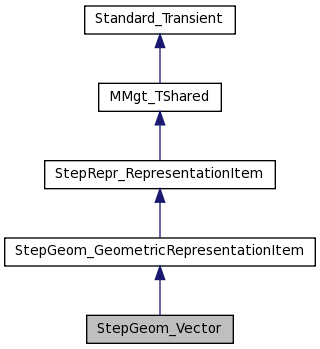 Standard_Transient
MMgt_TShared
StepRepr_RepresentationItem
StepGeom_GeometricRepresentationItem
StepGeom_Vector